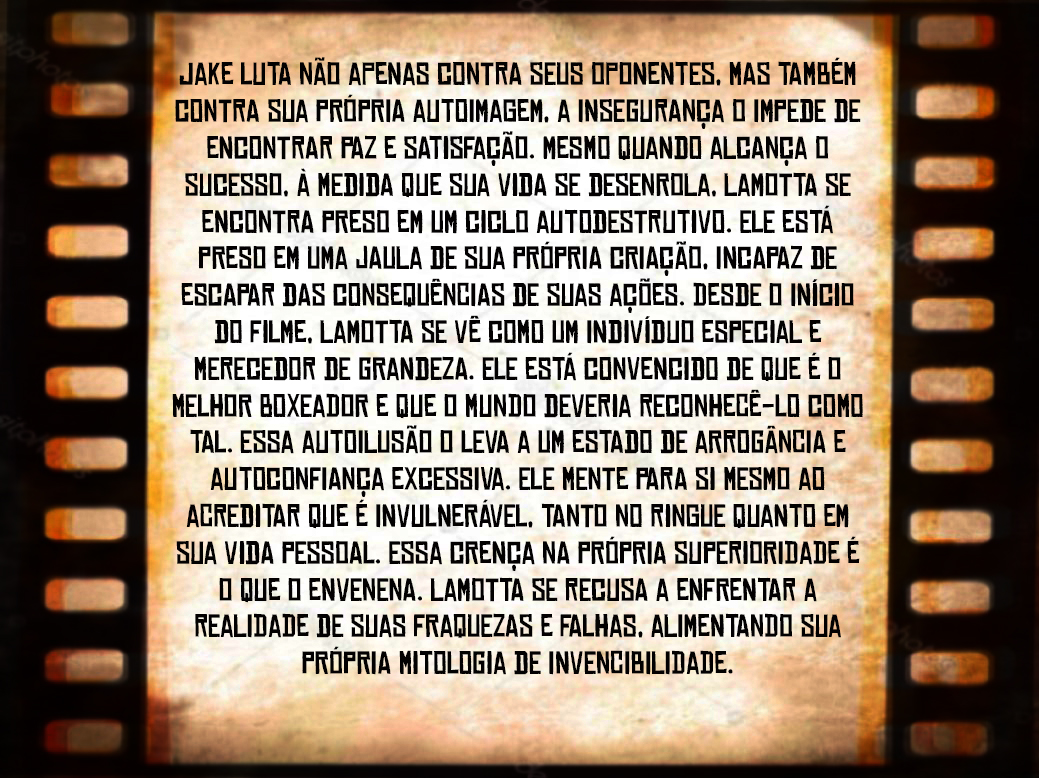 JAKE LUTA NÃO APENAS CONTRA SEUS OPONENTES, MAS TAMBÉM
CONTRA SUA PRÓPRIA AUTOIMAGEM, A INSEGURANÇA O IMPEDE DE
ENCONTRAR PAZ E SATISFAÇÃO. MESMO QUANDO ALCANÇA O
SUCESSO, À MEDIDA QUE SUA VIDA SE DESENROLA, LAMOTTA SE
ENCONTRA PRESO EM UM CICLO AUTODESTRUTIVO. ELE ESTÁ
PRESO EM UMA JAULA DE SUA PRÓPRIA CRIAÇÃO, INCAPAZ DE
ESCAPAR DAS CONSEQUÊNCIAS DE SUAS AÇÕES. DESDE O INÍCIO
DO FILME, LAMOTTA SE VÊ COMO UM INDIVÍDUO ESPECIAL E
MERECEDOR DE GRANDEZA. ELE ESTÁ CONVENCIDO DE QUE É O
MELHOR BOXEADOR E QUE O MUNDO DEVERIA RECONHECÊ-LO COMO
TAL. ESSA AUTOILUSÃO O LEVA A UM ESTADO DE ARROGÂNCIA E
AUTOCONFIANÇA EXCESSIVA. ELE MENTE PARA SI MESMO AO
ACREDITAR QUE É INVULNERÁVEL, TANTO NO RINGUE QUANTO EM
SUA VIDA PESSOAL. ESSA CRENÇA NA PRÓPRIA SUPERIORIDADE É
O QUE O ENVENENA. LAMOTTA SE RECUSA A ENFRENTAR A
REALIDADE DE SUAS FRAQUEZAS E FALHAS, ALIMENTANDO SUA
PRÓPRIA MITOLOGIA DE INVENCIBILIDADE.